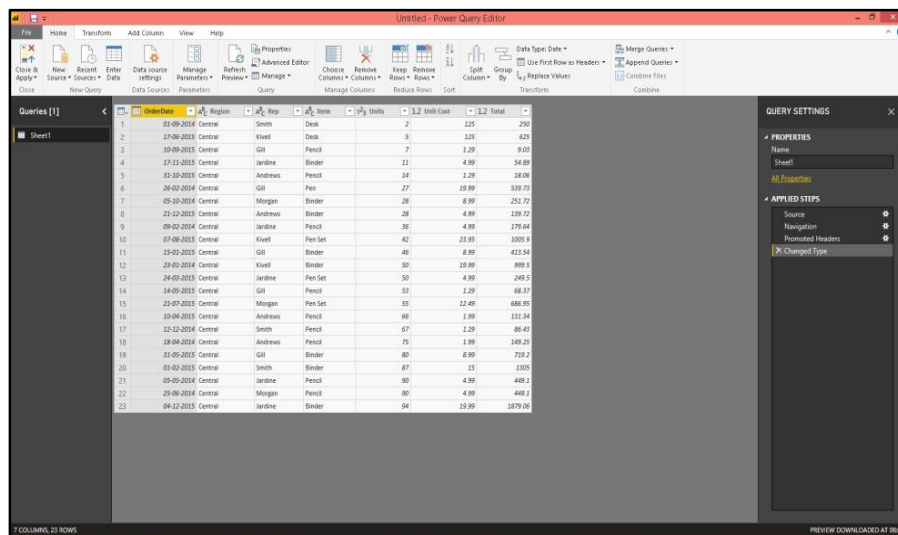 Untitled - Power Query Editor
File Home Transform Add Column View Help
Close & Apply New Source Recent Sources Enter Data Data source settings Manage Parameters Refresh Preview Properties Advanced Editor Manage Choose Columns Remove Columns Keep Rows Remove Rows Split Column Group By Data Type: Date Use First Row as Headers Replace Values Merge Queries Append Queries Combine Files
Close New Query Data Sources Parameters Query Manage Columns Reduce Rows Sort Transform Combine
Queries [1]
Sheet1
OrderDate Region Rep Item Units Unit Cost Total
1 01-09-2014 Central Smith Desk 2 125 250
2 17-06-2015 Central Kivell Desk 5 125 625
3 10-09-2015 Central Gill Pencil 7 1.29 9.03
4 17-11-2015 Central Jardine Binder 11 4.99 54.89
5 31-10-2015 Central Andrews Pencil 14 1.29 18.06
6 26-02-2014 Central Gill Pen 27 19.99 539.73
7 05-10-2014 Central Morgan Binder 28 8.99 251.72
8 21-12-2015 Central Andrews Binder 28 4.99 139.72
9 09-02-2014 Central Jardine Pencil 36 4.99 179.64
10 07-08-2015 Central Kivell Pen Set 42 23.95 1005.9
11 15-01-2015 Central Gill Binder 46 8.99 413.54
12 23-01-2014 Central Kivell Binder 50 19.99 999.5
13 24-03-2015 Central Jardine Pen Set 50 4.99 249.5
14 14-05-2015 Central Gill Pencil 53 1.29 68.37
15 21-07-2015 Central Morgan Pen Set 55 12.49 686.95
16 10-04-2015 Central Andrews Pencil 66 1.99 131.34
17 12-12-2014 Central Smith Pencil 67 1.29 86.43
18 18-04-2014 Central Andrews Pencil 75 1.99 149.25
19 31-05-2015 Central Gill Binder 80 8.99 719.2
20 01-02-2015 Central Smith Binder 87 15 1305
21 05-05-2014 Central Jardine Pencil 90 4.99 449.1
22 25-06-2014 Central Morgan Pencil 90 4.99 449.1
23 04-12-2015 Central Jardine Binder 94 19.99 1879.06
QUERY SETTINGS
PROPERTIES
Name
Sheet1
All Properties
APPLIED STEPS
Source
Navigation
Promoted Headers
Changed Type
7 COLUMNS, 23 ROWS
PREVIEW DOWNLOADED AT